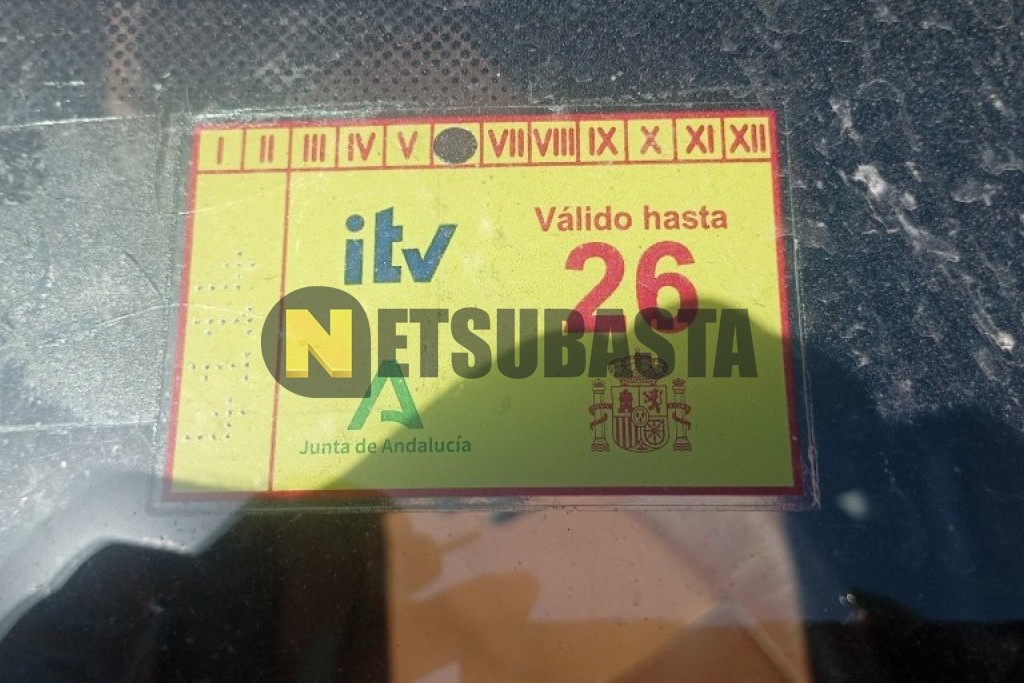 I II III IV V VII VIII IX X XI XII
itv
Válido hasta
26
NETSUBASTA
Junta de Andalucía